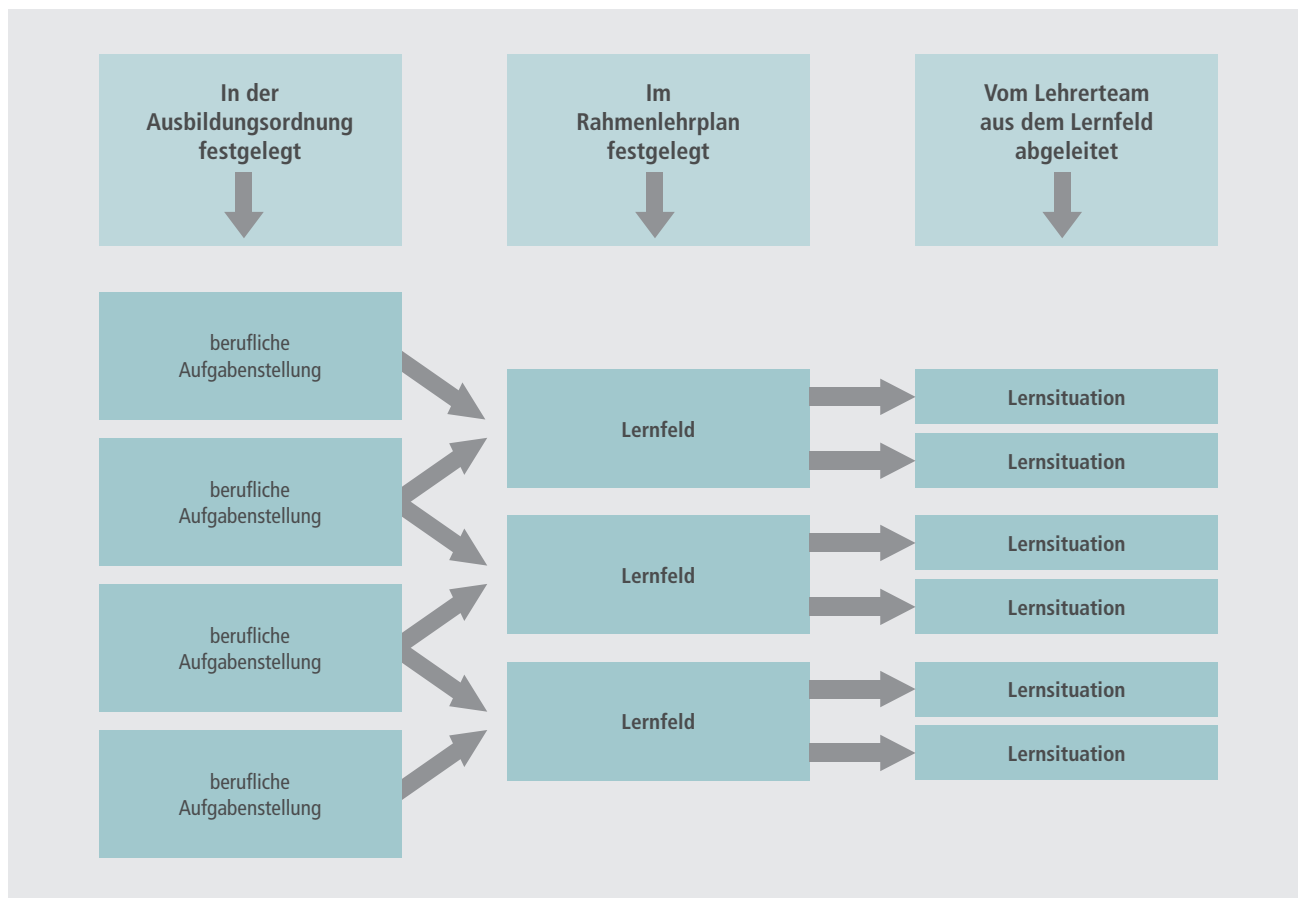 In der
Ausbildungsordnung
festgelegt
Im
Rahmenlehrplan
festgelegt
Vom Lehrerteam
aus dem Lernfeld
abgeleitet
berufliche
Aufgabenstellung
berufliche
Aufgabenstellung
berufliche
Aufgabenstellung
berufliche
Aufgabenstellung
Lernfeld
Lernfeld
Lernfeld
Lernsituation
Lernsituation
Lernsituation
Lernsituation
Lernsituation
Lernsituation